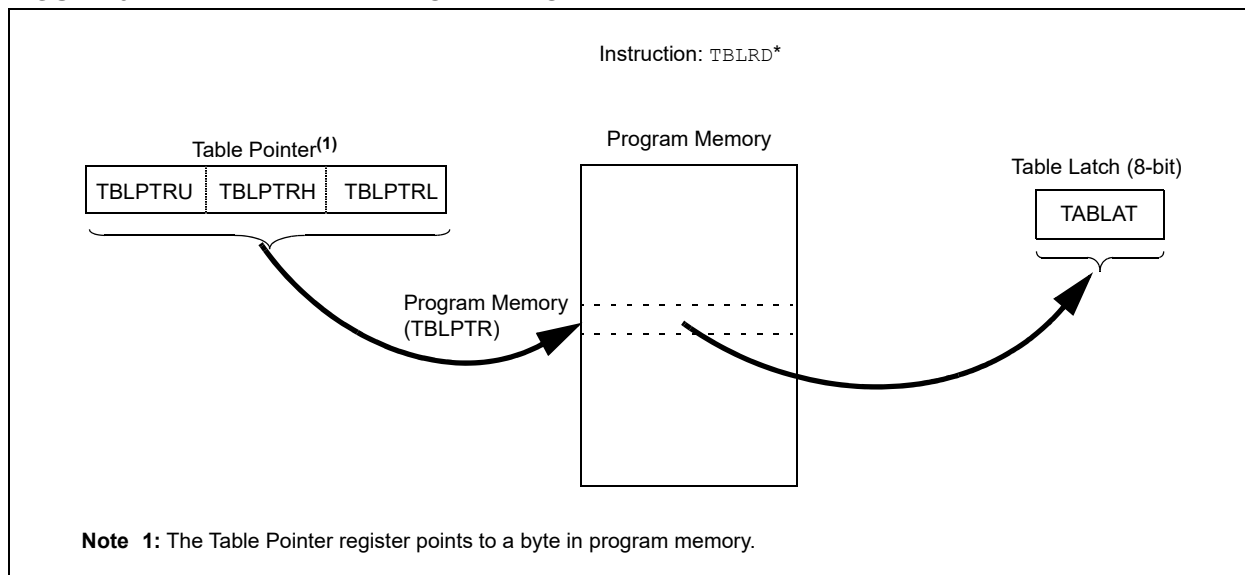 Instruction: TBLRD*
Table Pointer(1)
TBLPTRU TBLPTRH TBLPTRL
Program Memory
Table Latch (8-bit)
TABLAT
Program Memory
(TBLPTR)
Note 1: The Table Pointer register points to a byte in program memory.